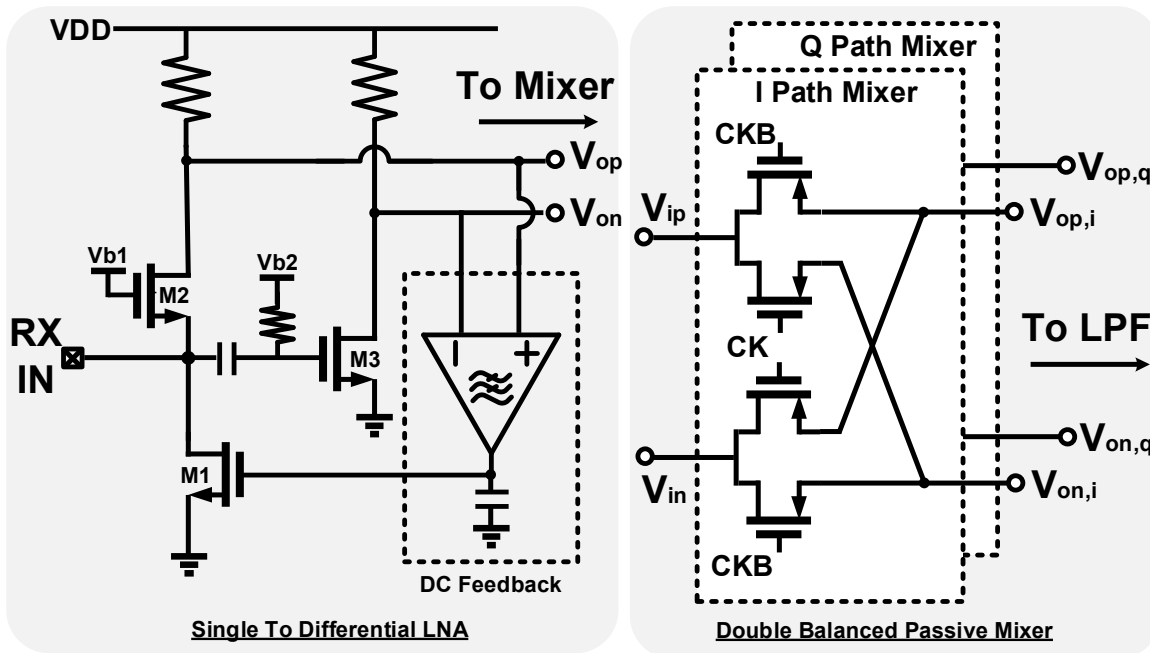 VDD
To Mixer
Vop
Von
Vb1
M2
Vb2
RX
IN
M3
M1
DC Feedback
Single To Differential LNA
Q Path Mixer
I Path Mixer
CKB
Vip
Vop,q
Vop,i
CK
To LPF
Vin
Von,q
Von,i
CKB
Double Balanced Passive Mixer